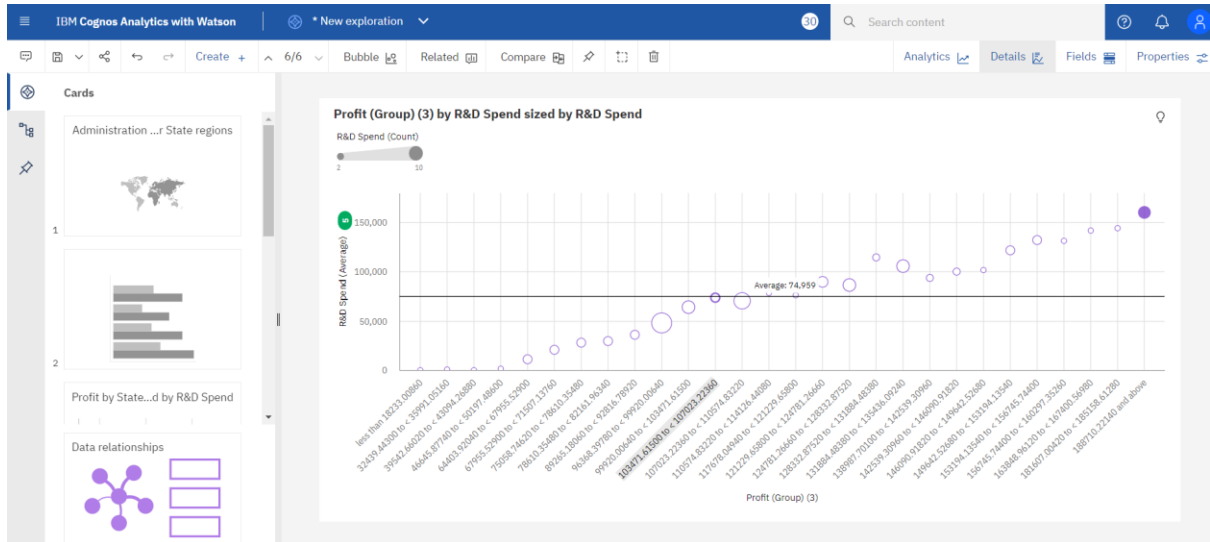 IBM Cognos Analytics with Watson
* New exploration
30
Search content
Create +
6/6
Bubble
Related
Compare
Analytics
Details
Fields
Properties
Cards
Administration ...r State regions
1
2
Profit by State...d by R&D Spend
Data relationships
Profit (Group) (3) by R&D Spend sized by R&D Spend
R&D Spend (Count)
2
10
5
R&D Spend (Average)
150,000
100,000
50,000
0
Average: 74,959
less than 18233.00860
32439.44300 to < 35991.05160
39542.66020 to < 43094.26880
46645.87740 to < 50197.48600
64403.92040 to < 67955.52900
67955.52900 to < 71507.13760
75058.74620 to < 78610.35480
78610.35480 to < 82161.96340
89265.18060 to < 92816.78920
96368.39780 to < 99920.00640
99920.00640 to < 103471.61500
103471.61500 to < 107023.22360
107023.22360 to < 110574.83220
110574.83220 to < 114126.44080
117678.04940 to < 121229.65800
121229.65800 to < 124781.26660
124781.26660 to < 128332.87520
128332.87520 to < 131884.48380
131884.48380 to < 135436.09240
138987.70100 to < 142539.30960
142539.30960 to < 146090.91820
146090.91820 to < 149642.52680
149642.52680 to < 153194.13540
153194.13540 to < 156745.74400
156745.74400 to < 160297.35260
163848.96120 to < 167400.56980
181607.00420 to < 185158.61280
188710.22140 and above
Profit (Group) (3)